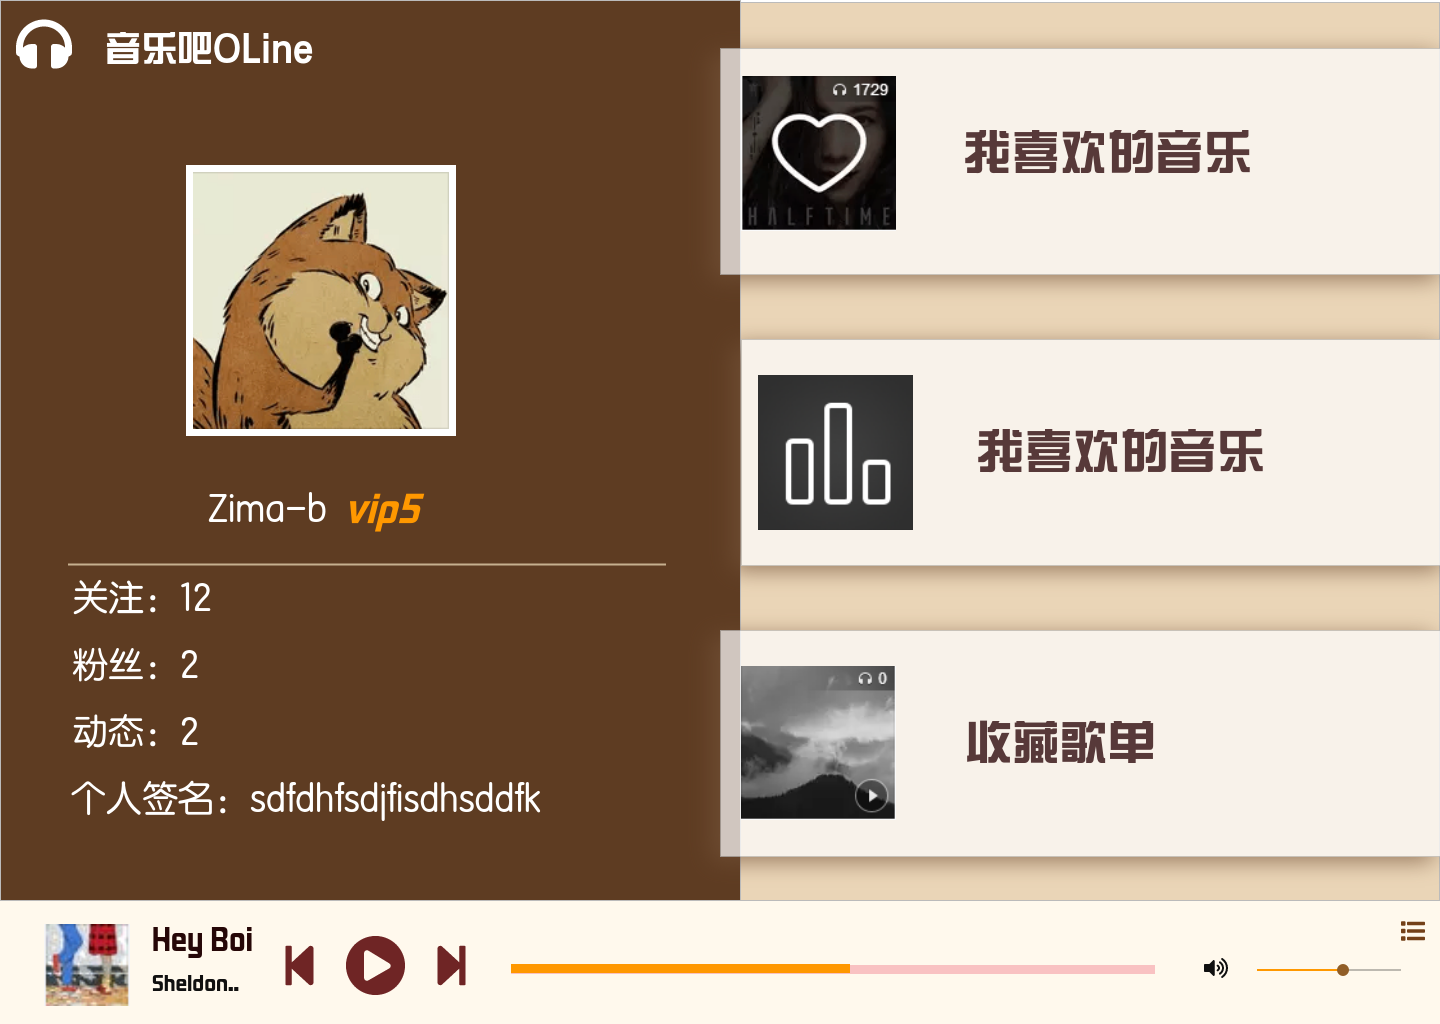 音乐吧OLine
Zima-b vip5
关注：12
粉丝：2
动态：2
个人签名：sdfdhfsdjfisdhsddfk
1729
HALFTIME
我喜欢的音乐
我喜欢的音乐
0
收藏歌单
Hey Boi
Sheldon..